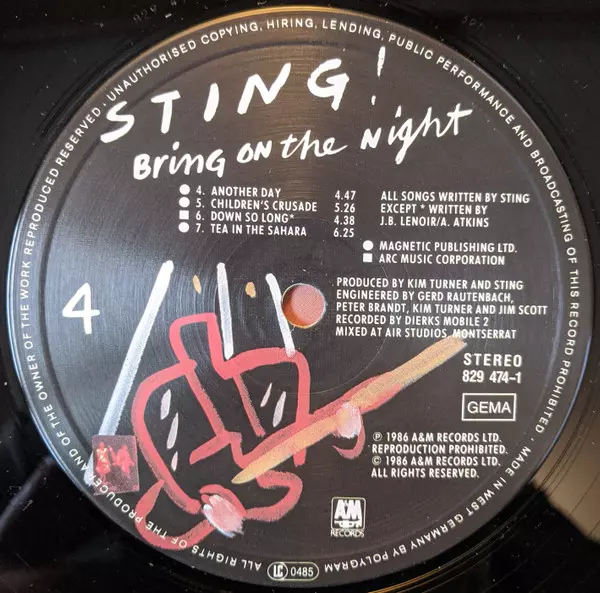 STING!
Bring ON the Night
4. ANOTHER DAY 4.47
5. CHILDREN'S CRUSADE 5.26
6. DOWN SO LONG* 4.38
7. TEA IN THE SAHARA 6.25
ALL SONGS WRITTEN BY STING
EXCEPT * WRITTEN BY
J.B. LENOIR/A. ATKINS
MAGNETIC PUBLISHING LTD.
ARC MUSIC CORPORATION
4
PRODUCED BY KIM TURNER AND STING
ENGINEERED BY GERD RAUTENBACH,
PETER BRANDT, KIM TURNER AND JIM SCOTT
RECORDED BY DIERKS MOBILE 2
MIXED AT AIR STUDIOS, MONTSERRAT
STEREO
829 474-1
GEMA
℗ 1986 A&M RECORDS LTD.
REPRODUCTION PROHIBITED.
© 1986 A&M RECORDS LTD.
ALL RIGHTS RESERVED.
A&M
RECORDS
LC 0485
ALL RIGHTS OF THE PRODUCER AND OF THE OWNER OF THE WORK REPRODUCED RESERVED · UNAUTHORISED COPYING, HIRING, LENDING, PUBLIC PERFORMANCE AND BROADCASTING OF THIS RECORD PROHIBITED. · MADE IN WEST GERMANY BY POLYGRAM